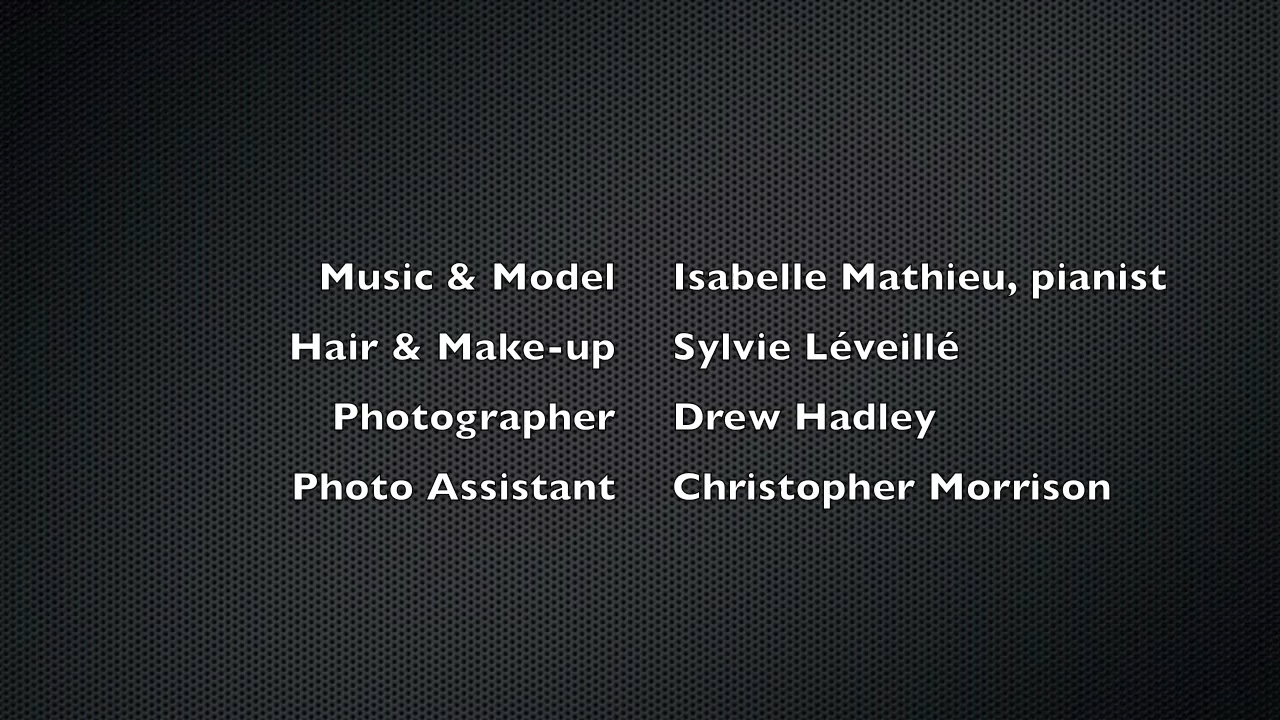 Music & Model Isabelle Mathieu, pianist
Hair & Make-up Sylvie Léveillé
Photographer Drew Hadley
Photo Assistant Christopher Morrison